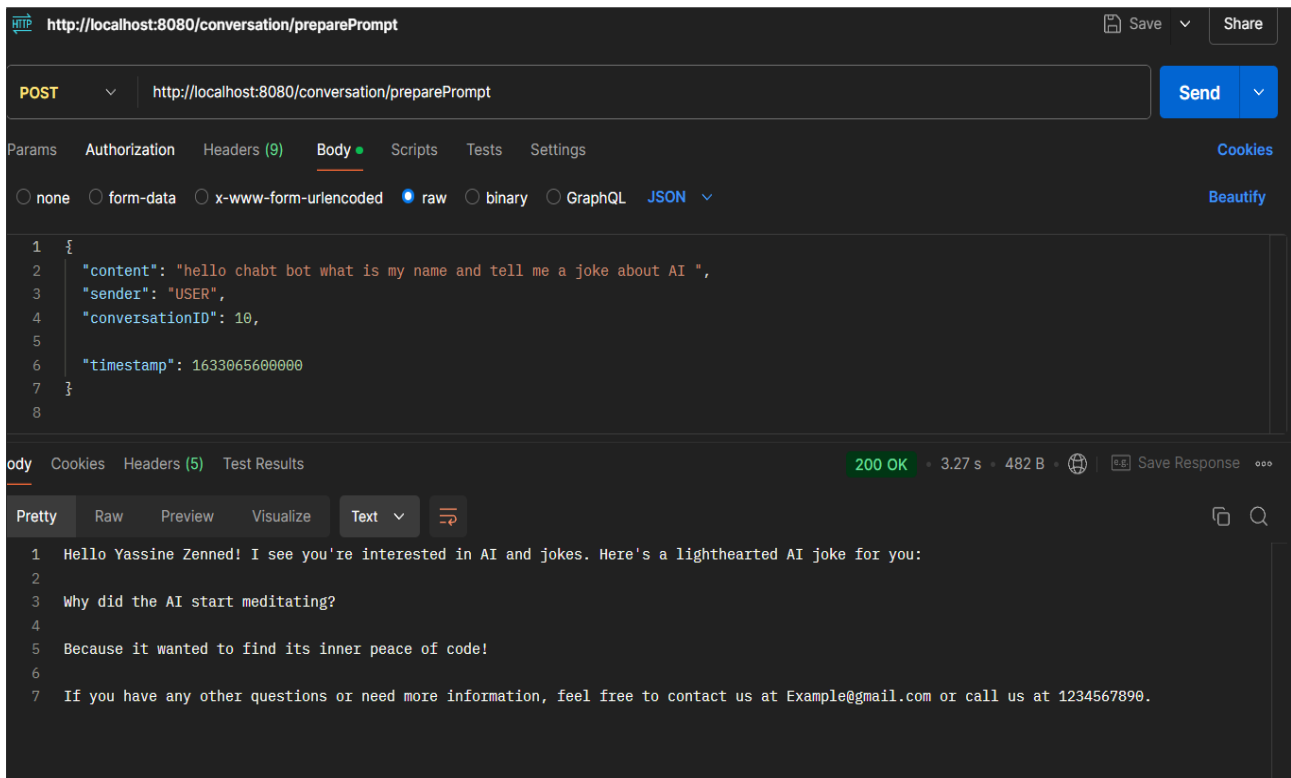 HTTP http://localhost:8080/conversation/preparePrompt Save Share
POST http://localhost:8080/conversation/preparePrompt Send
Params Authorization Headers (9) Body Scripts Tests Settings Cookies
none form-data x-www-form-urlencoded raw binary GraphQL JSON Beautify
1 {
2 "content": "hello chabt bot what is my name and tell me a joke about AI ",
3 "sender": "USER",
4 "conversationID": 10,
5
6 "timestamp": 1633065600000
7 }
8
ody Cookies Headers (5) Test Results 200 OK 3.27 s 482 B e.g. Save Response
Pretty Raw Preview Visualize Text
1 Hello Yassine Zenned! I see you're interested in AI and jokes. Here's a lighthearted AI joke for you:
2
3 Why did the AI start meditating?
4
5 Because it wanted to find its inner peace of code!
6
7 If you have any other questions or need more information, feel free to contact us at Example@gmail.com or call us at 1234567890.